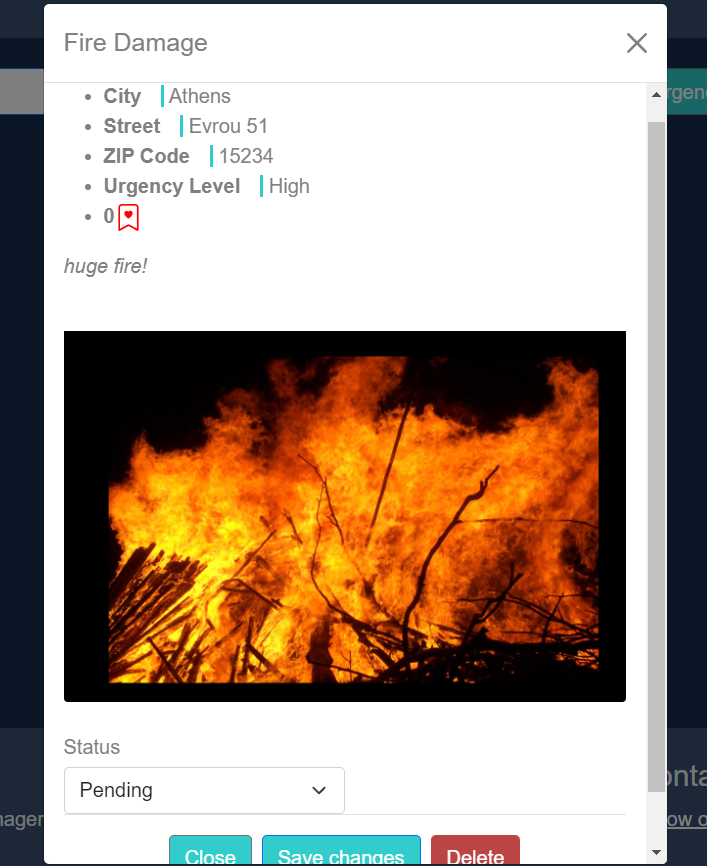 Fire Damage
City Athens
Street Evrou 51
ZIP Code 15234
Urgency Level High
0
huge fire!
Status
Pending
Close Save changes Delete